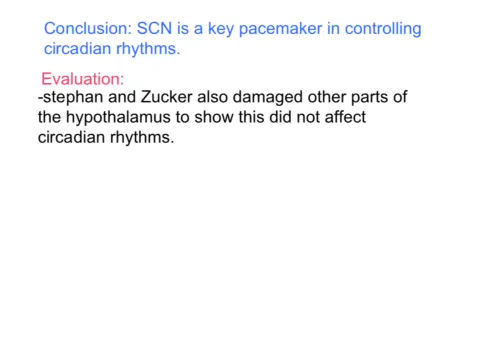 Conclusion: SCN is a key pacemaker in controlling
circadian rhythms.
Evaluation:
-stephan and Zucker also damaged other parts of
the hypothalamus to show this did not affect
circadian rhythms.